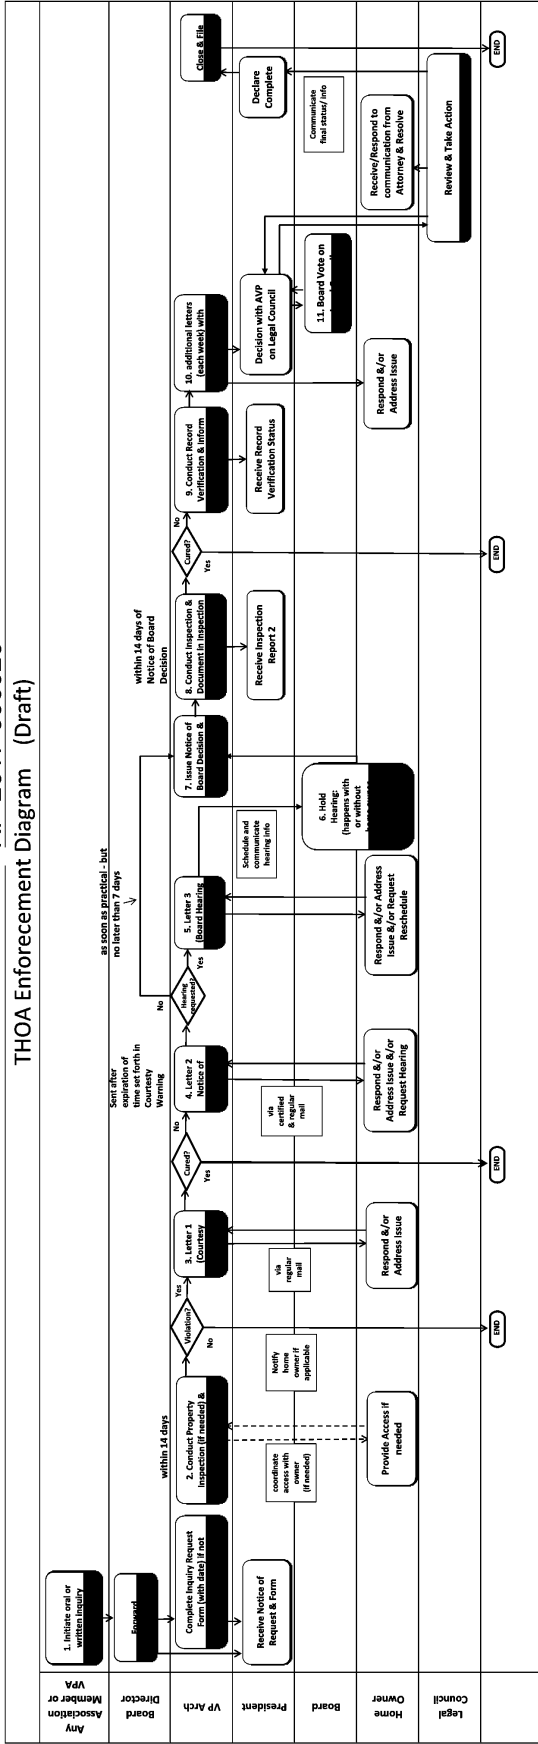 THOA Enforecement Diagram (Draft)
Any
Association
Member or
VPA
1. Initiate oral or
written inquiry
Board
Director
Forward
as soon as practical - but
no later than 7 days
within 14 days
Sent after
expiration of
time set forth in
Courtesty
Warning
within 14 days of
Notice of Board
Decision
VP Arch
Complete Inquiry Request
Form (with date) if not
2. Conduct Property
Inspection (if needed) &
Violation?
Yes
No
3. Letter 1
(Courtesy
Cured?
No
Yes
4. Letter 2
Notice of
Hearing
requested?
No
Yes
5. Letter 3
(Board Hearing
7. Issue Notice of
Board Decision &
8. Conduct Inspection &
Document in Inspection
Cured?
No
Yes
9. Conduct Record
Verification & Inform
10. additional letters
(each week) with
Close & File
President
Receive Notice of
Request & Form
coordinate
access with
owner
(if needed)
Notify
home
owner if
applicable
via
regular
mail
via
certified
& regular
mail
Schedule and
communicate
hearing info
Receive Inspection
Report 2
Receive Record
Verification Status
Decision with AVP
on Legal Council
Declare
Complete
Board
6. Hold
Hearing:
(happens with
or without
11. Board Vote on
Communicate
final status/ info
Home
Owner
Provide Access if
needed
Respond &/or
Address Issue
Respond &/or
Address Issue &/or
Request Hearing
Respond &/or Address
Issue &/or Request
Reschedule
Respond &/or
Address Issue
Receive/Respond to
communication from
Attorney & Resolve
Legal
Council
Review & Take Action
END
END
END
END